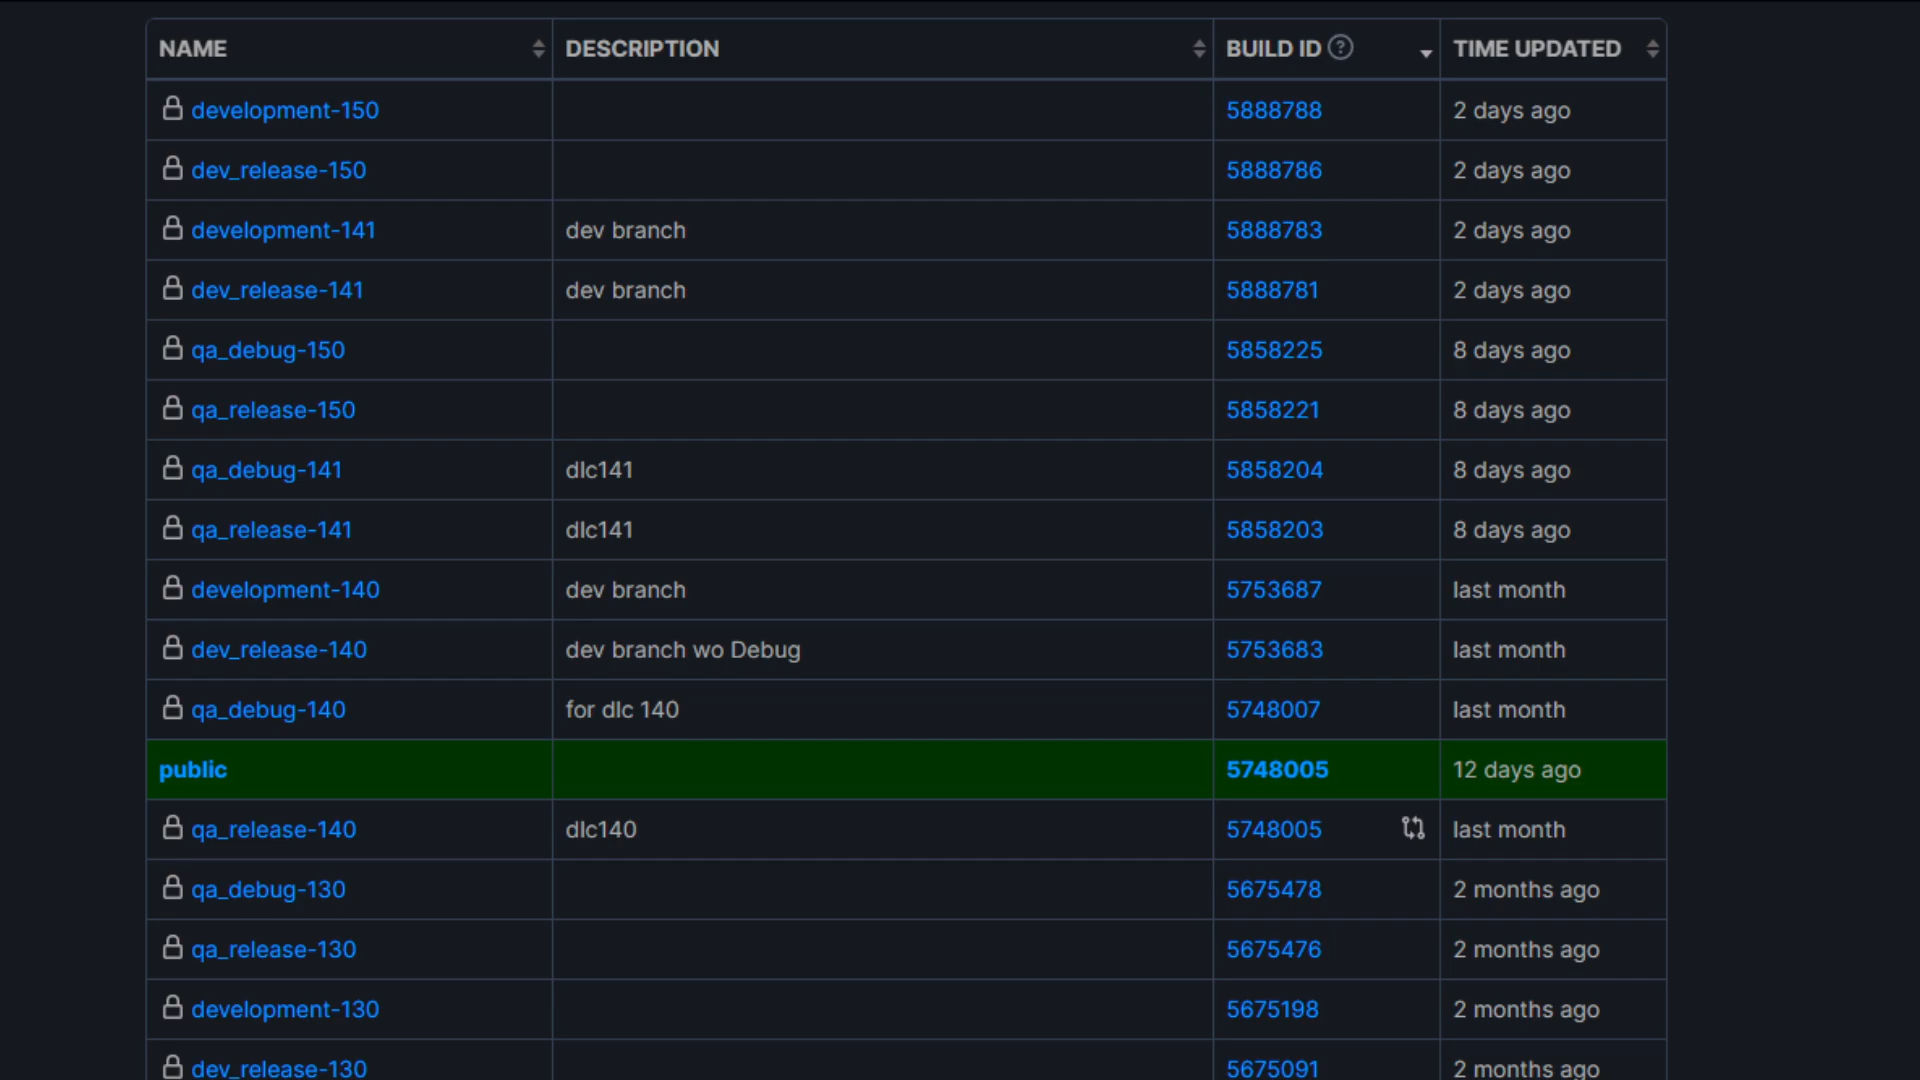 NAME DESCRIPTION BUILD ID ? TIME UPDATED
development-150 5888788 2 days ago
dev_release-150 5888786 2 days ago
development-141 dev branch 5888783 2 days ago
dev_release-141 dev branch 5888781 2 days ago
qa_debug-150 5858225 8 days ago
qa_release-150 5858221 8 days ago
qa_debug-141 dlc141 5858204 8 days ago
qa_release-141 dlc141 5858203 8 days ago
development-140 dev branch 5753687 last month
dev_release-140 dev branch wo Debug 5753683 last month
qa_debug-140 for dlc 140 5748007 last month
public 5748005 12 days ago
qa_release-140 dlc140 5748005 last month
qa_debug-130 5675478 2 months ago
qa_release-130 5675476 2 months ago
development-130 5675198 2 months ago
dev_release-130 5675091 2 months ago